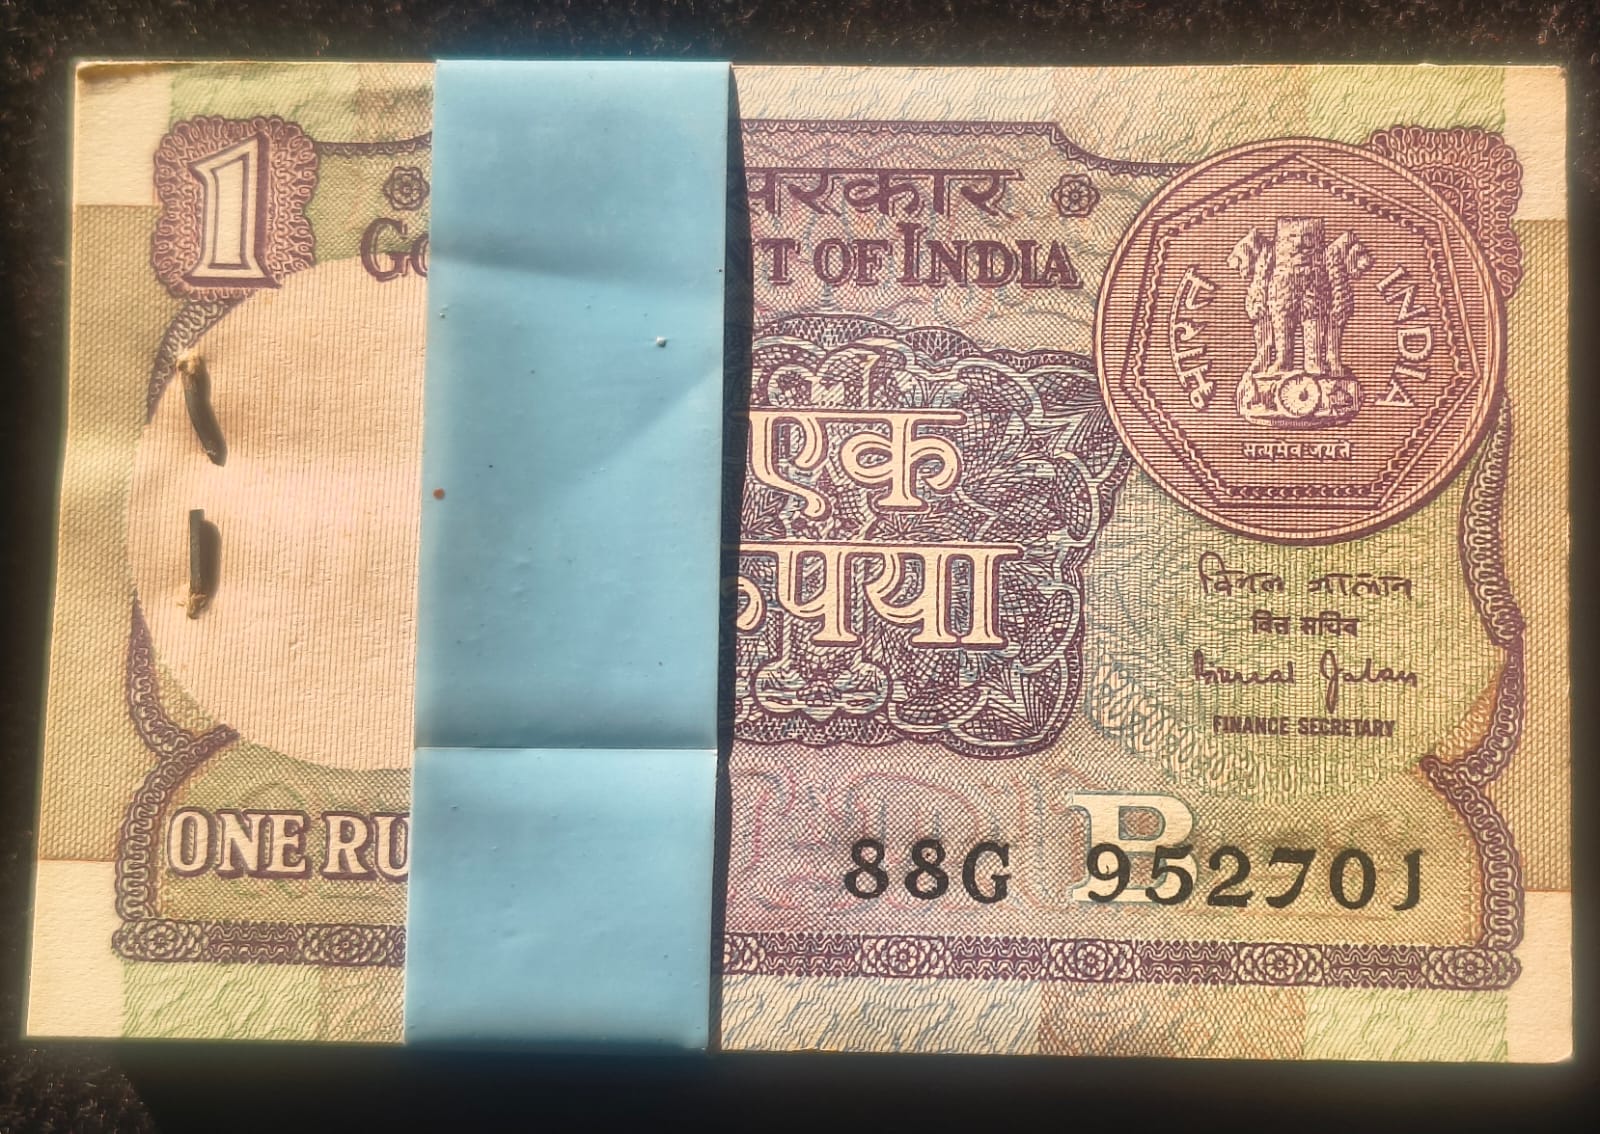 1
सरकार
GO T OF INDIA
भारत INDIA
सत्यमेव जयते
एक
रुपया
बिमल जालान
वित्त सचिव
Bimal Jalan
FINANCE SECRETARY
B
ONE RU 88G 952701